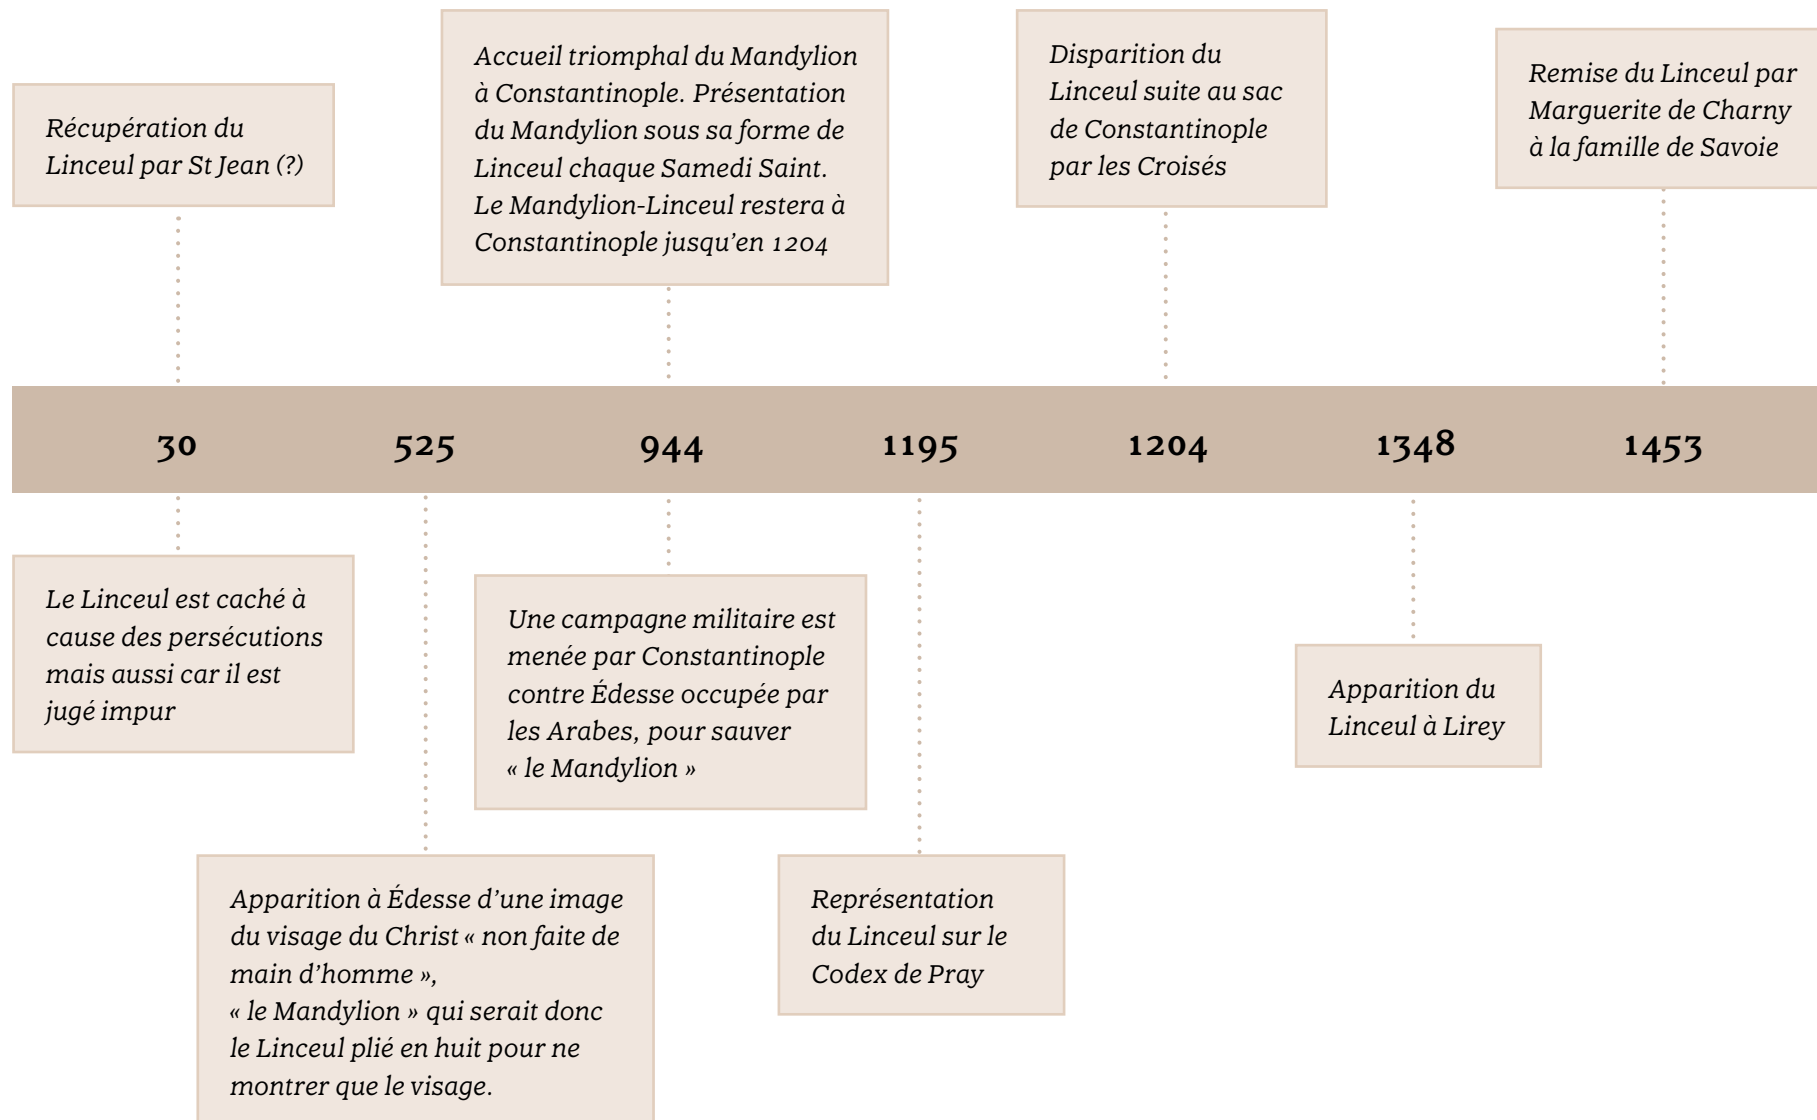 Récupération du
Linceul par St Jean (?)
Accueil triomphal du Mandylion
à Constantinople. Présentation
du Mandylion sous sa forme de
Linceul chaque Samedi Saint.
Le Mandylion-Linceul restera à
Constantinople jusqu’en 1204
Disparition du
Linceul suite au sac
de Constantinople
par les Croisés
Remise du Linceul par
Marguerite de Charny
à la famille de Savoie
30
525
944
1195
1204
1348
1453
Le Linceul est caché à
cause des persécutions
mais aussi car il est
jugé impur
Apparition à Édesse d’une image
du visage du Christ « non faite de
main d’homme »,
« le Mandylion » qui serait donc
le Linceul plié en huit pour ne
montrer que le visage.
Une campagne militaire est
menée par Constantinople
contre Édesse occupée par
les Arabes, pour sauver
« le Mandylion »
Représentation
du Linceul sur le
Codex de Pray
Apparition du
Linceul à Lirey